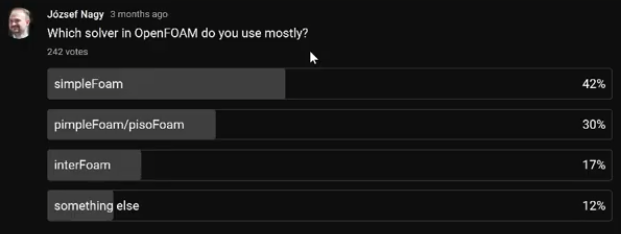 József Nagy 3 months ago
Which solver in OpenFOAM do you use mostly?
242 votes
simpleFoam 42%
pimpleFoam/pisoFoam 30%
interFoam 17%
something else 12%